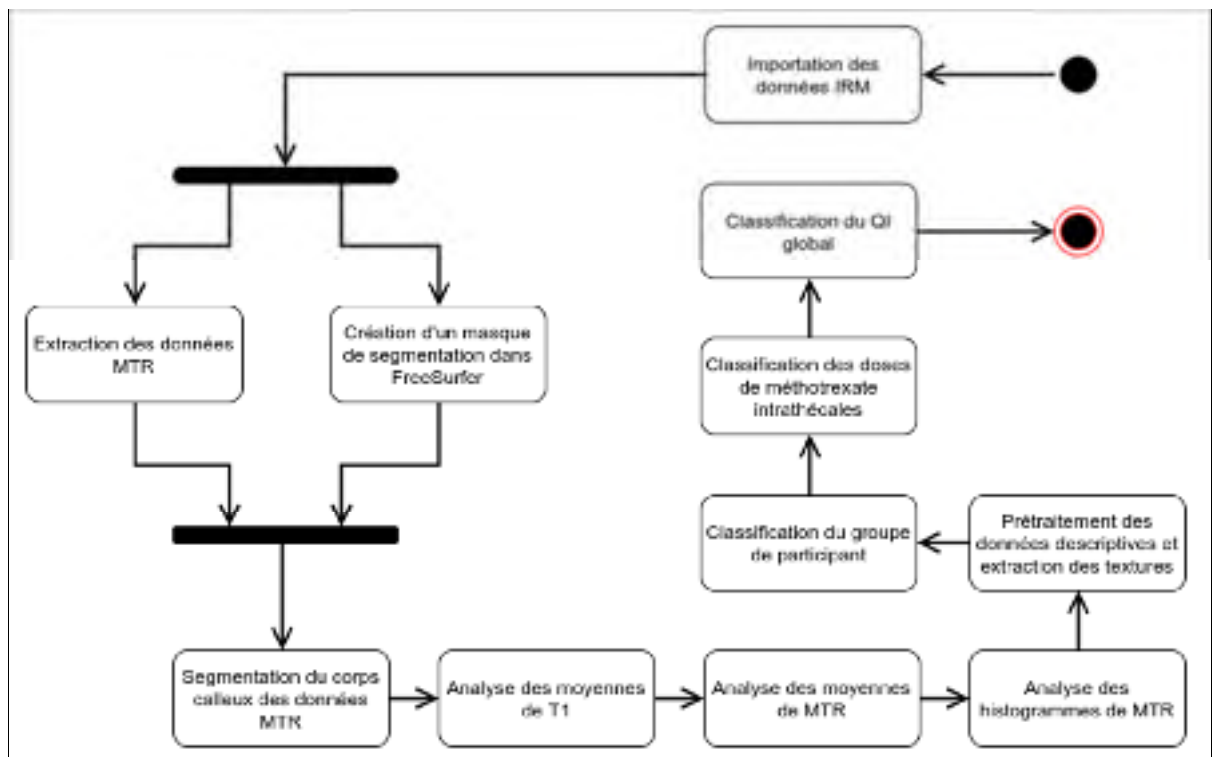 Importation des
données IRM
Extraction des données
MTR
Création d'un masque
de segmentation dans
FreeSurfer
Segmentation du corps
calleux des données
MTR
Analyse des moyennes
de T1
Analyse des moyennes
de MTR
Analyse des
histogrammes de MTR
Prétraitement des
données descriptives et
extraction des textures
Classification du groupe
de participant
Classification des doses
de méthotrexate
intrathécales
Classification du QI
global